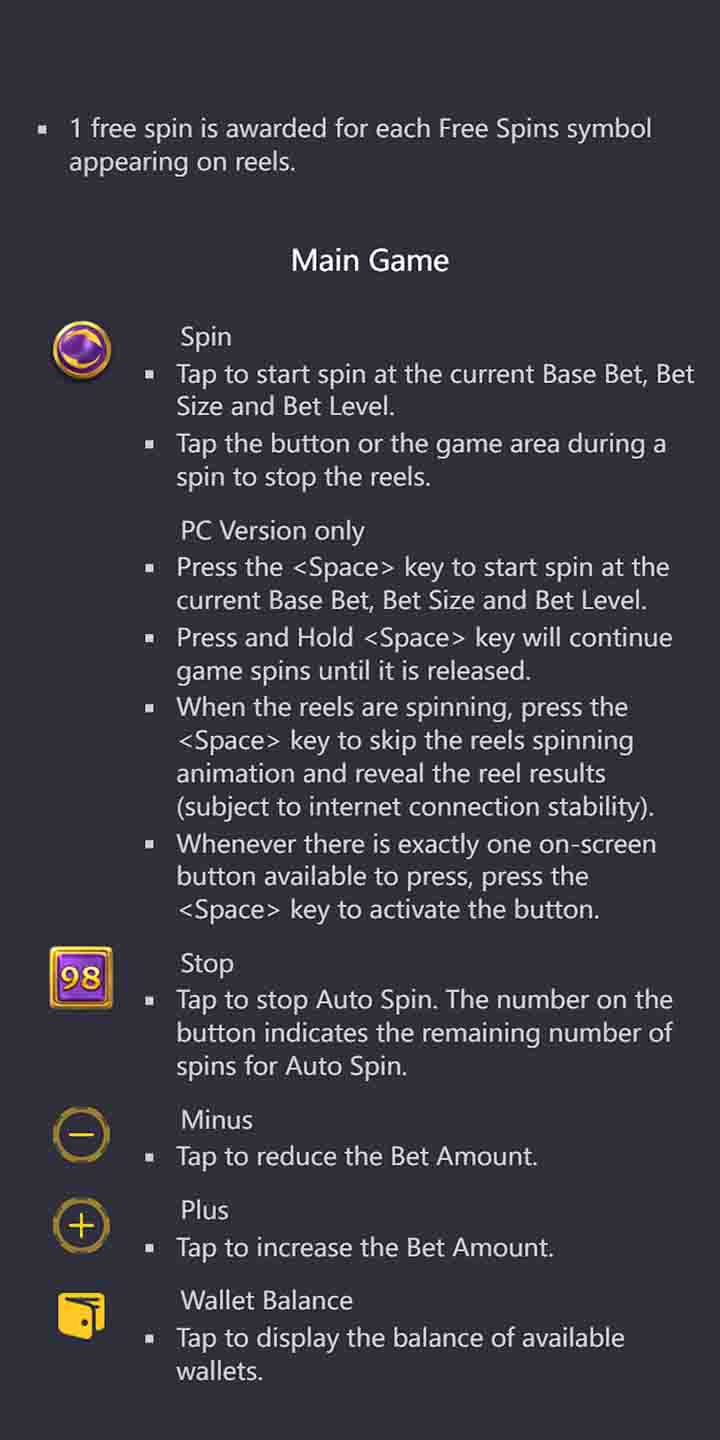 ▪ 1 free spin is awarded for each Free Spins symbol
appearing on reels.
Main Game
Spin
▪ Tap to start spin at the current Base Bet, Bet
Size and Bet Level.
▪ Tap the button or the game area during a
spin to stop the reels.
PC Version only
▪ Press the <Space> key to start spin at the
current Base Bet, Bet Size and Bet Level.
▪ Press and Hold <Space> key will continue
game spins until it is released.
▪ When the reels are spinning, press the
<Space> key to skip the reels spinning
animation and reveal the reel results
(subject to internet connection stability).
▪ Whenever there is exactly one on-screen
button available to press, press the
<Space> key to activate the button.
98
Stop
▪ Tap to stop Auto Spin. The number on the
button indicates the remaining number of
spins for Auto Spin.
Minus
▪ Tap to reduce the Bet Amount.
Plus
▪ Tap to increase the Bet Amount.
Wallet Balance
▪ Tap to display the balance of available
wallets.